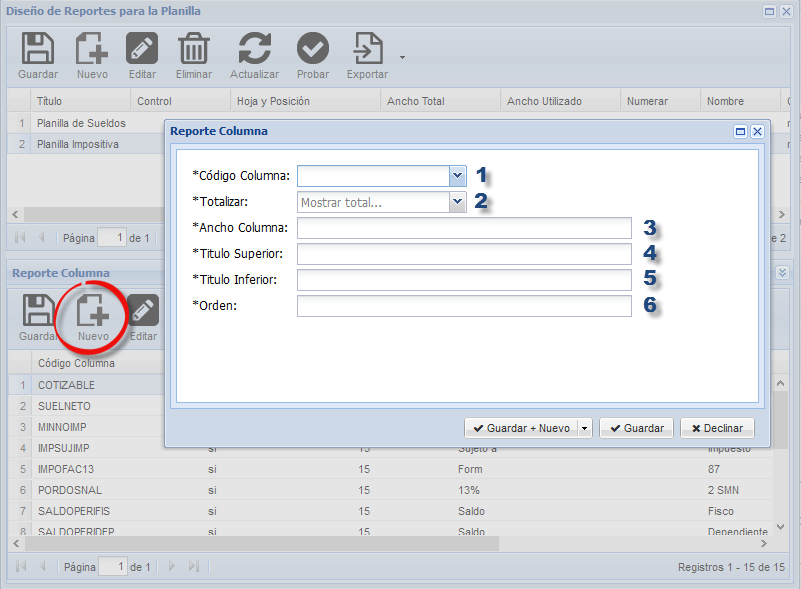 Diseño de Reportes para la Planilla
Guardar Nuevo Editar Eliminar Actualizar Probar Exportar
Título Control Hoja y Posición Ancho Total Ancho Utilizado Numerar Nombre
1 Planilla de Sueldos
2 Planilla Impositiva
Página 1 de 1
e 2
Reporte Columna
*Código Columna: 1
*Totalizar: Mostrar total... 2
*Ancho Columna: 3
*Titulo Superior: 4
*Titulo Inferior: 5
*Orden: 6
Guardar + Nuevo Guardar Declinar
Reporte Columna
Guardar Nuevo Editar
Código Columna
1 COTIZABLE
2 SUELNETO
3 MINNOIMP
4 IMPSUJIMP si 15 Sujeto a Impuesto
5 IMPOFAC13 si 15 Form 87
6 PORDOSNAL si 15 13% 2 SMN
7 SALDOPERIFIS si 15 Saldo Fisco
8 SALDOPERIDEP si 15 Saldo Dependiente
Página 1 de 1 Registros 1 - 15 de 15